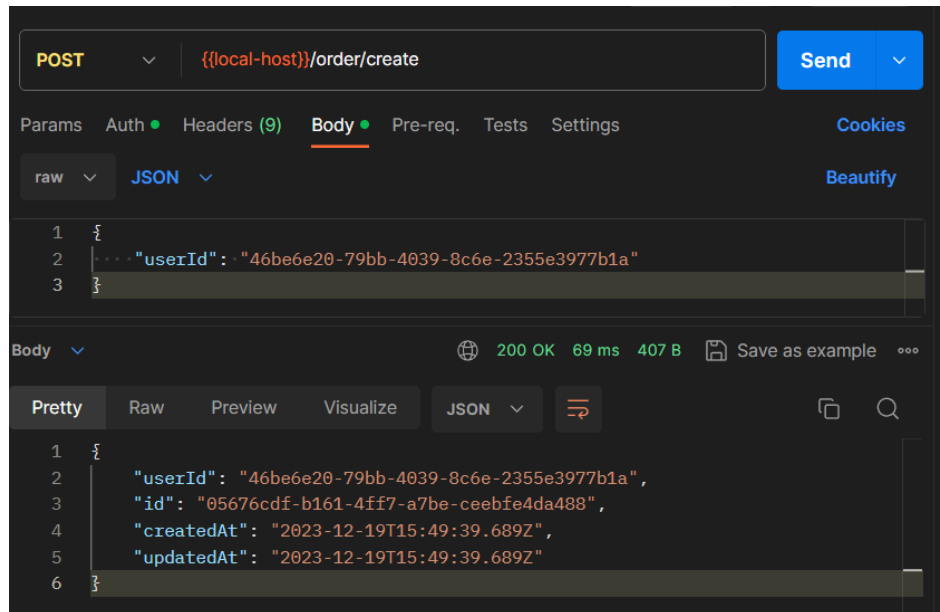 POST {{local-host}}/order/create Send
Params Auth Headers (9) Body Pre-req. Tests Settings Cookies
raw JSON Beautify
1 {
2 ····"userId":·"46be6e20-79bb-4039-8c6e-2355e3977b1a"
3 }
Body 200 OK 69 ms 407 B Save as example
Pretty Raw Preview Visualize JSON
1 {
2 "userId": "46be6e20-79bb-4039-8c6e-2355e3977b1a",
3 "id": "05676cdf-b161-4ff7-a7be-ceebfe4da488",
4 "createdAt": "2023-12-19T15:49:39.689Z",
5 "updatedAt": "2023-12-19T15:49:39.689Z"
6 }